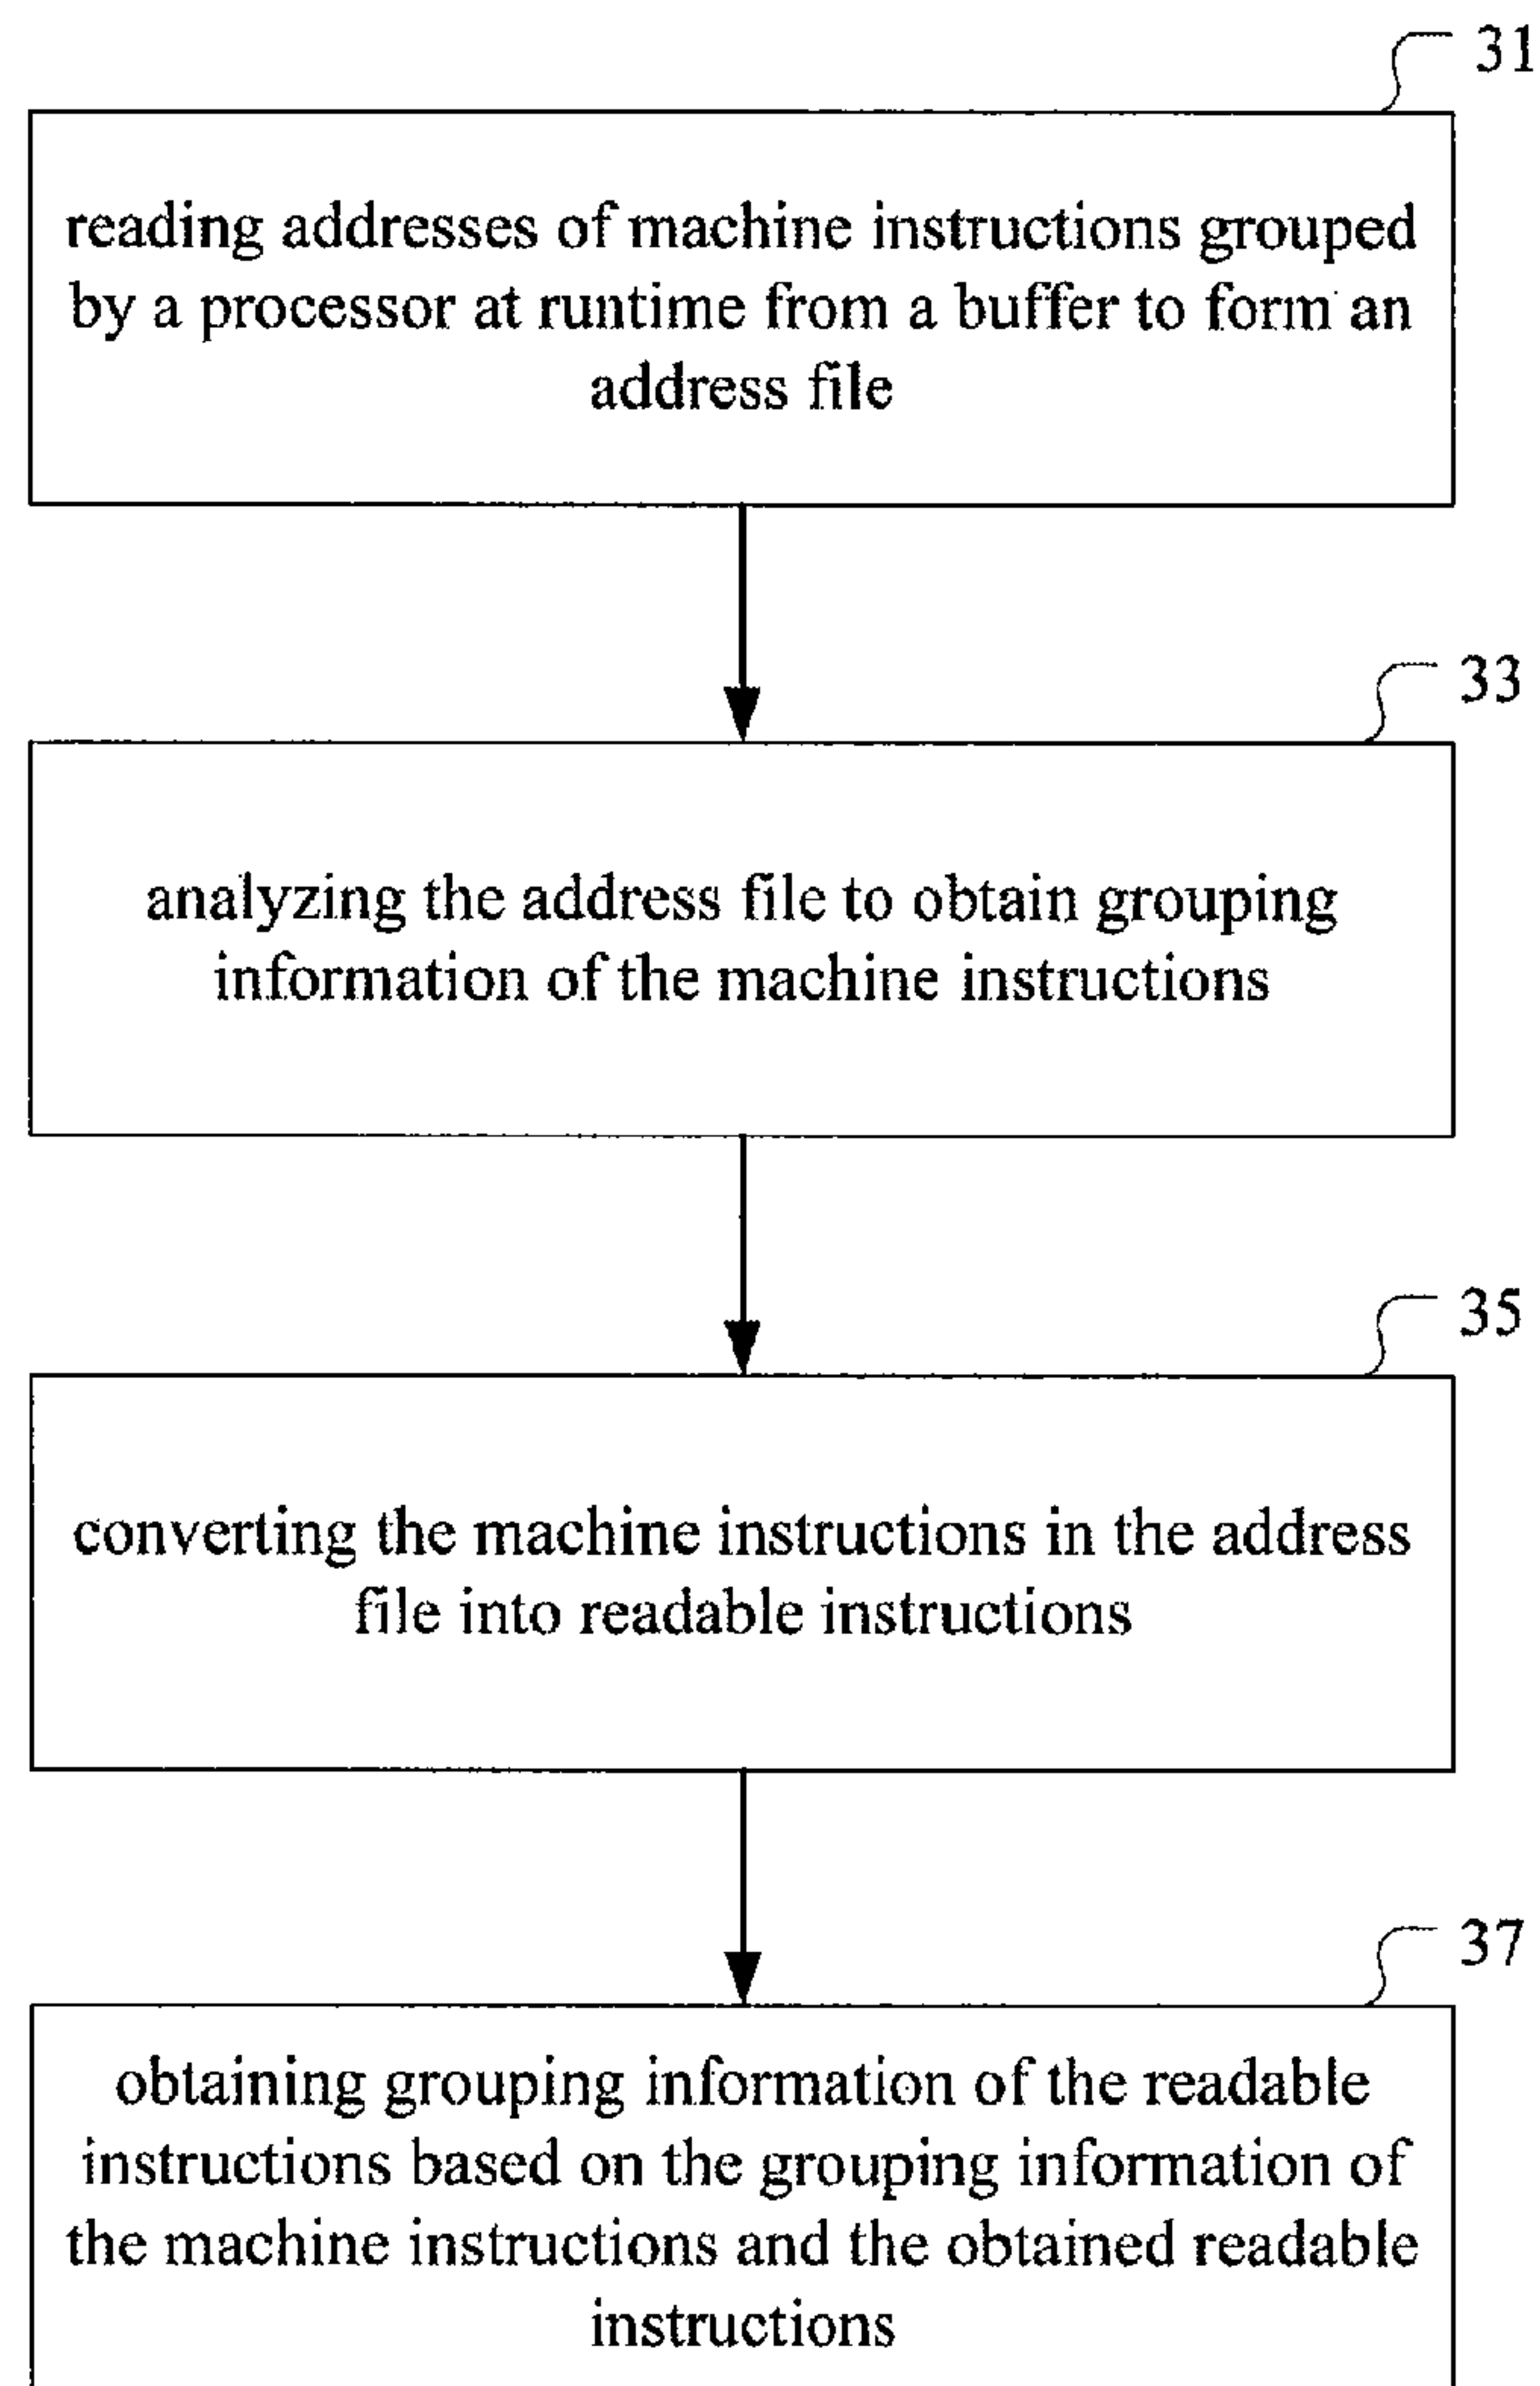 31
reading addresses of machine instructions grouped
by a processor at runtime from a buffer to form an
address file
33
analyzing the address file to obtain grouping
information of the machine instructions
35
converting the machine instructions in the address
file into readable instructions
37
obtaining grouping information of the readable
instructions based on the grouping information of
the machine instructions and the obtained readable
instructions